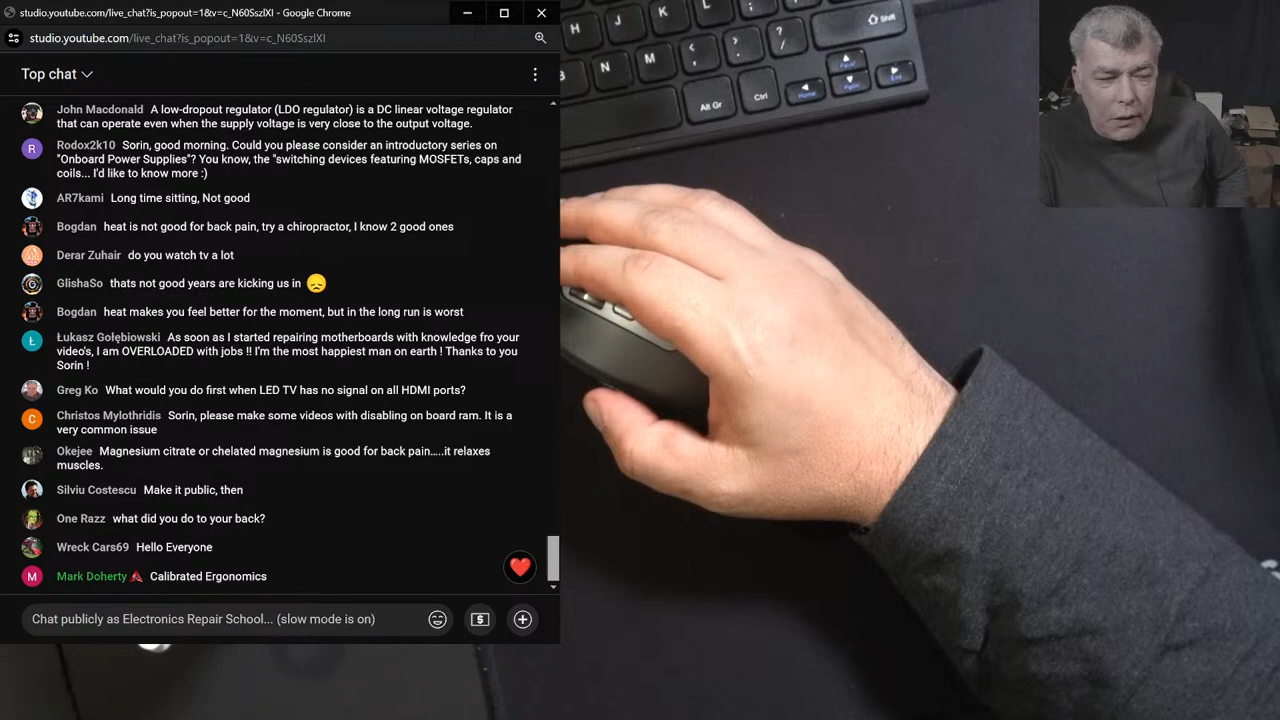 studio.youtube.com/live_chat?is_popout=1&v=c_N60SszlXI - Google Chrome
studio.youtube.com/live_chat?is_popout=1&v=c_N60SszlXI
Top chat
John Macdonald A low-dropout regulator (LDO regulator) is a DC linear voltage regulator
that can operate even when the supply voltage is very close to the output voltage.
Rodox2k10 Sorin, good morning. Could you please consider an introductory series on
"Onboard Power Supplies"? You know, the "switching devices featuring MOSFETs, caps and
coils... I'd like to know more :)
AR7kami Long time sitting, Not good
Bogdan heat is not good for back pain, try a chiropractor, I know 2 good ones
Derar Zuhair do you watch tv a lot
GlishaSo thats not good years are kicking us in 😞
Bogdan heat makes you feel better for the moment, but in the long run is worst
Łukasz Gołębiowski As soon as I started repairing motherboards with knowledge fro your
video's, I am OVERLOADED with jobs !! I'm the most happiest man on earth ! Thanks to you
Sorin !
Greg Ko What would you do first when LED TV has no signal on all HDMI ports?
Christos Mylothridis Sorin, please make some videos with disabling on board ram. It is a
very common issue
Okejee Magnesium citrate or chelated magnesium is good for back pain.....it relaxes
muscles.
Silviu Costescu Make it public, then
One Razz what did you do to your back?
Wreck Cars69 Hello Everyone
Mark Doherty Calibrated Ergonomics
Chat publicly as Electronics Repair School... (slow mode is on)
R
Ł
C
M
H J K L : ; " '
Shift
B N M < , > . ? /
Alt Gr Ctrl Home PgUp PgDn End